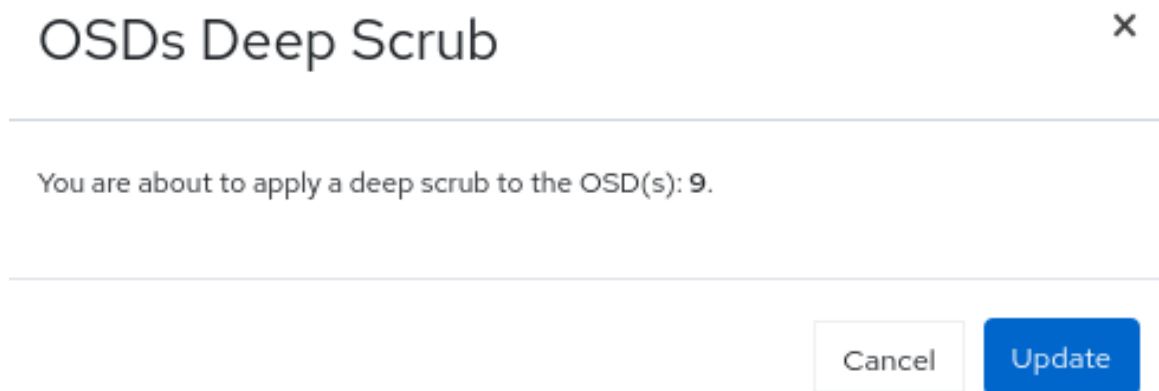 OSDs Deep Scrub
You are about to apply a deep scrub to the OSD(s): 9.
Cancel
Update